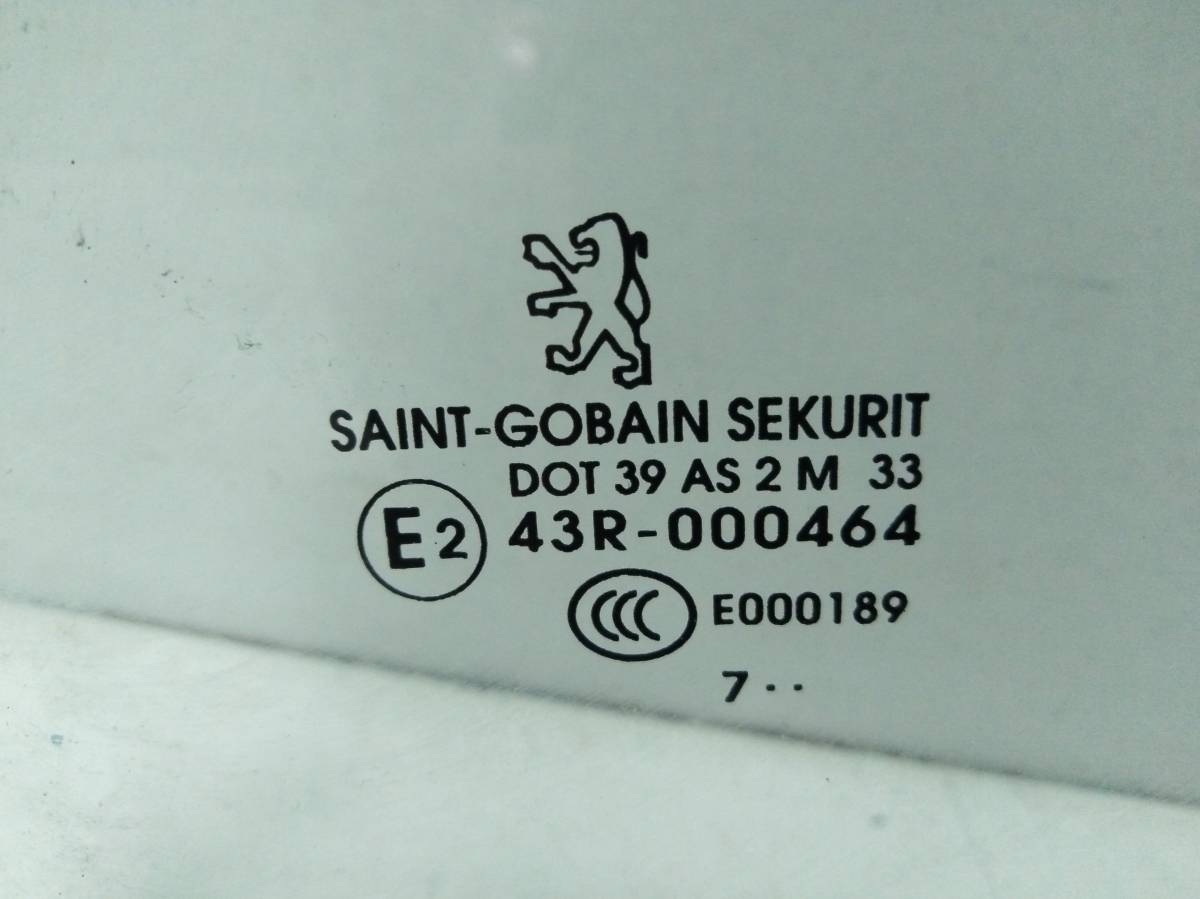 SAINT-GOBAIN SEKURIT
DOT 39 AS 2 M 33
E2 43R-000464
CCC E000189
7 · ·